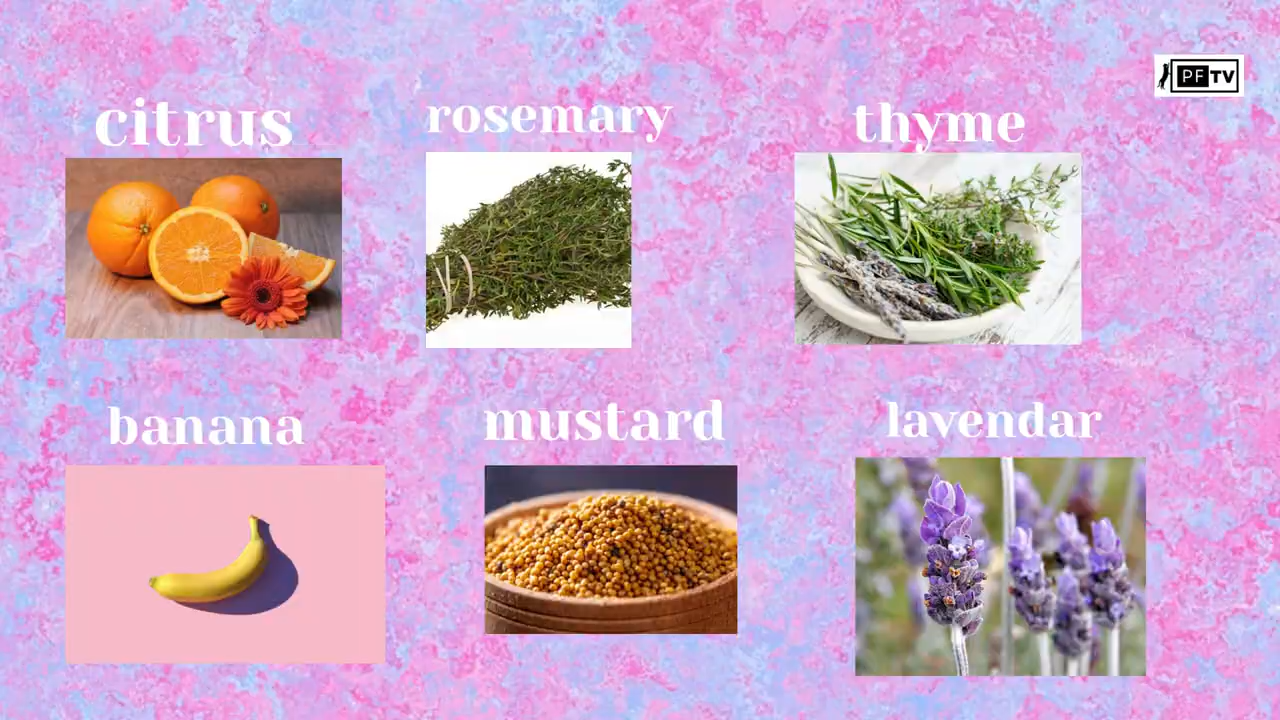 PF TV
citrus
rosemary
thyme
banana
mustard
lavendar